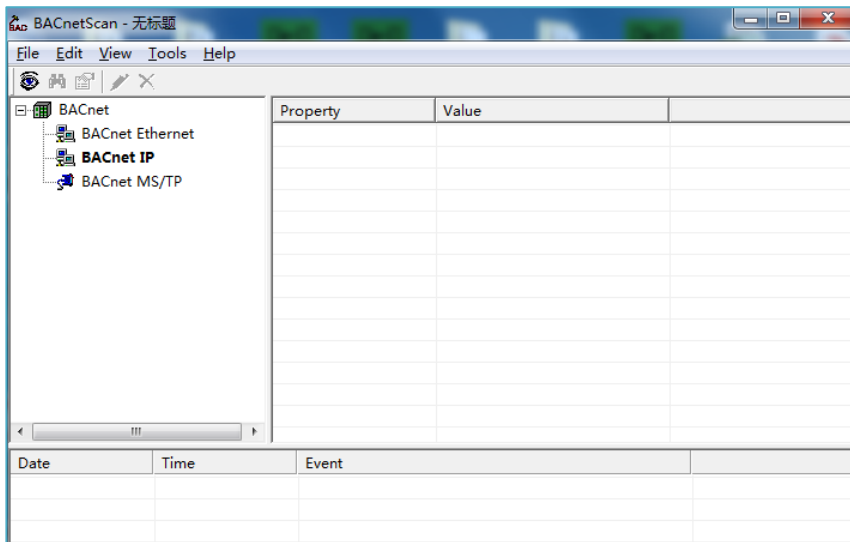 BACnetScan - 无标题
File Edit View Tools Help
BACnet
BACnet Ethernet
BACnet IP
BACnet MS/TP
Property Value
Date Time Event